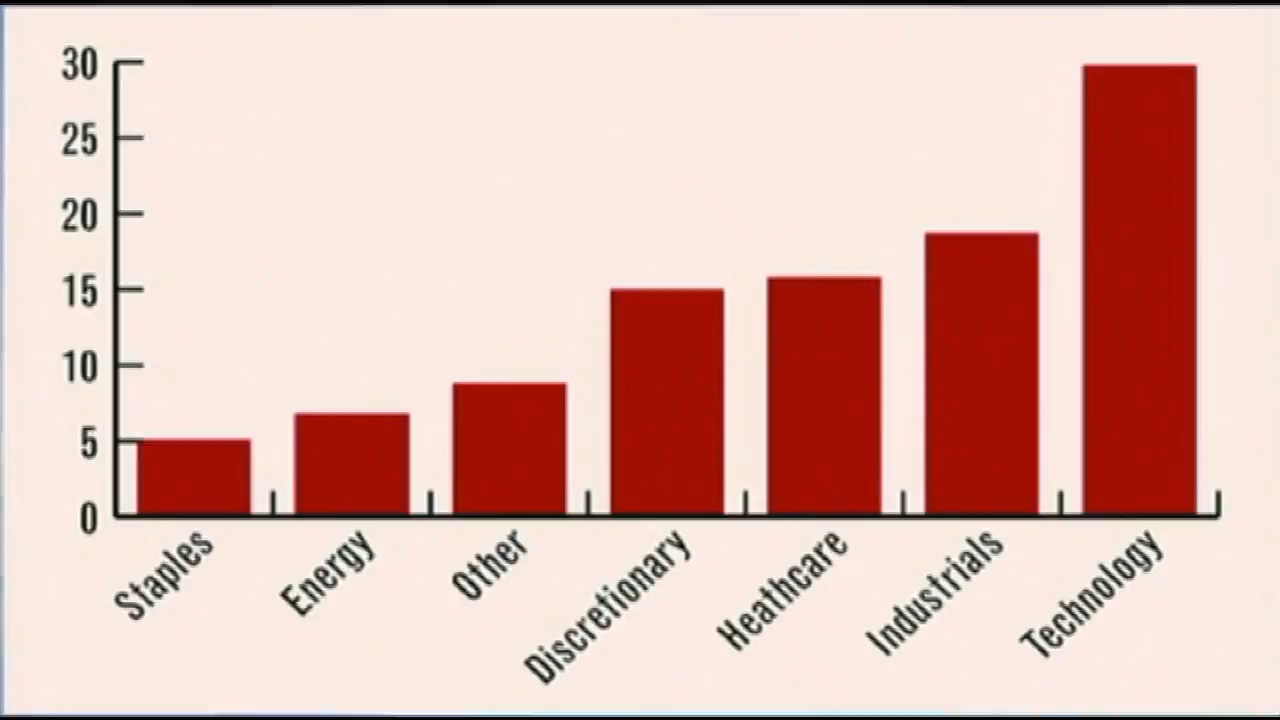 30
25
20
15
10
5
0
Staples
Energy
Other
Discretionary
Heathcare
Industrials
Technology